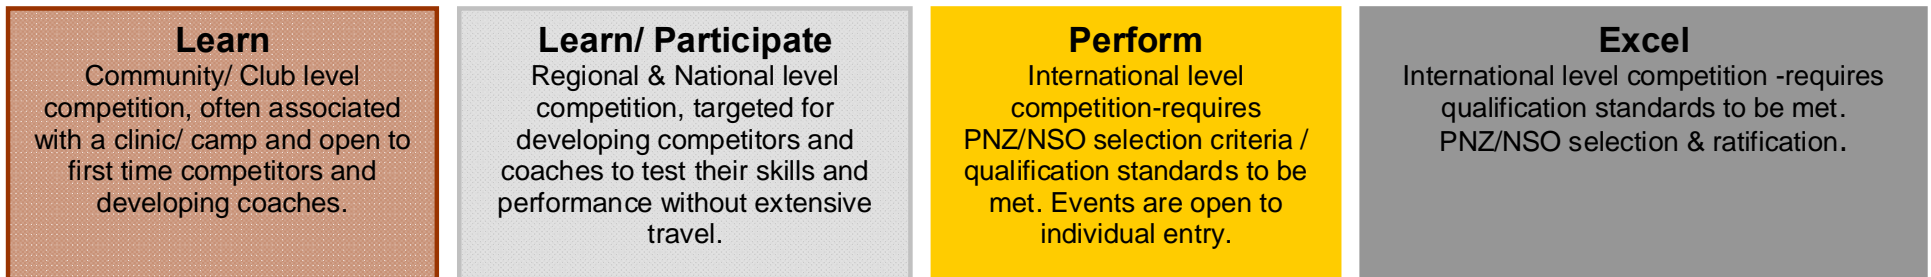 Learn
Community/ Club level
competition, often associated
with a clinic/ camp and open to
first time competitors and
developing coaches.
Learn/ Participate
Regional & National level
competition, targeted for
developing competitors and
coaches to test their skills and
performance without extensive
travel.
Perform
International level
competition-requires
PNZ/NSO selection criteria /
qualification standards to be
met. Events are open to
individual entry.
Excel
International level competition -requires
qualification standards to be met.
PNZ/NSO selection & ratification.